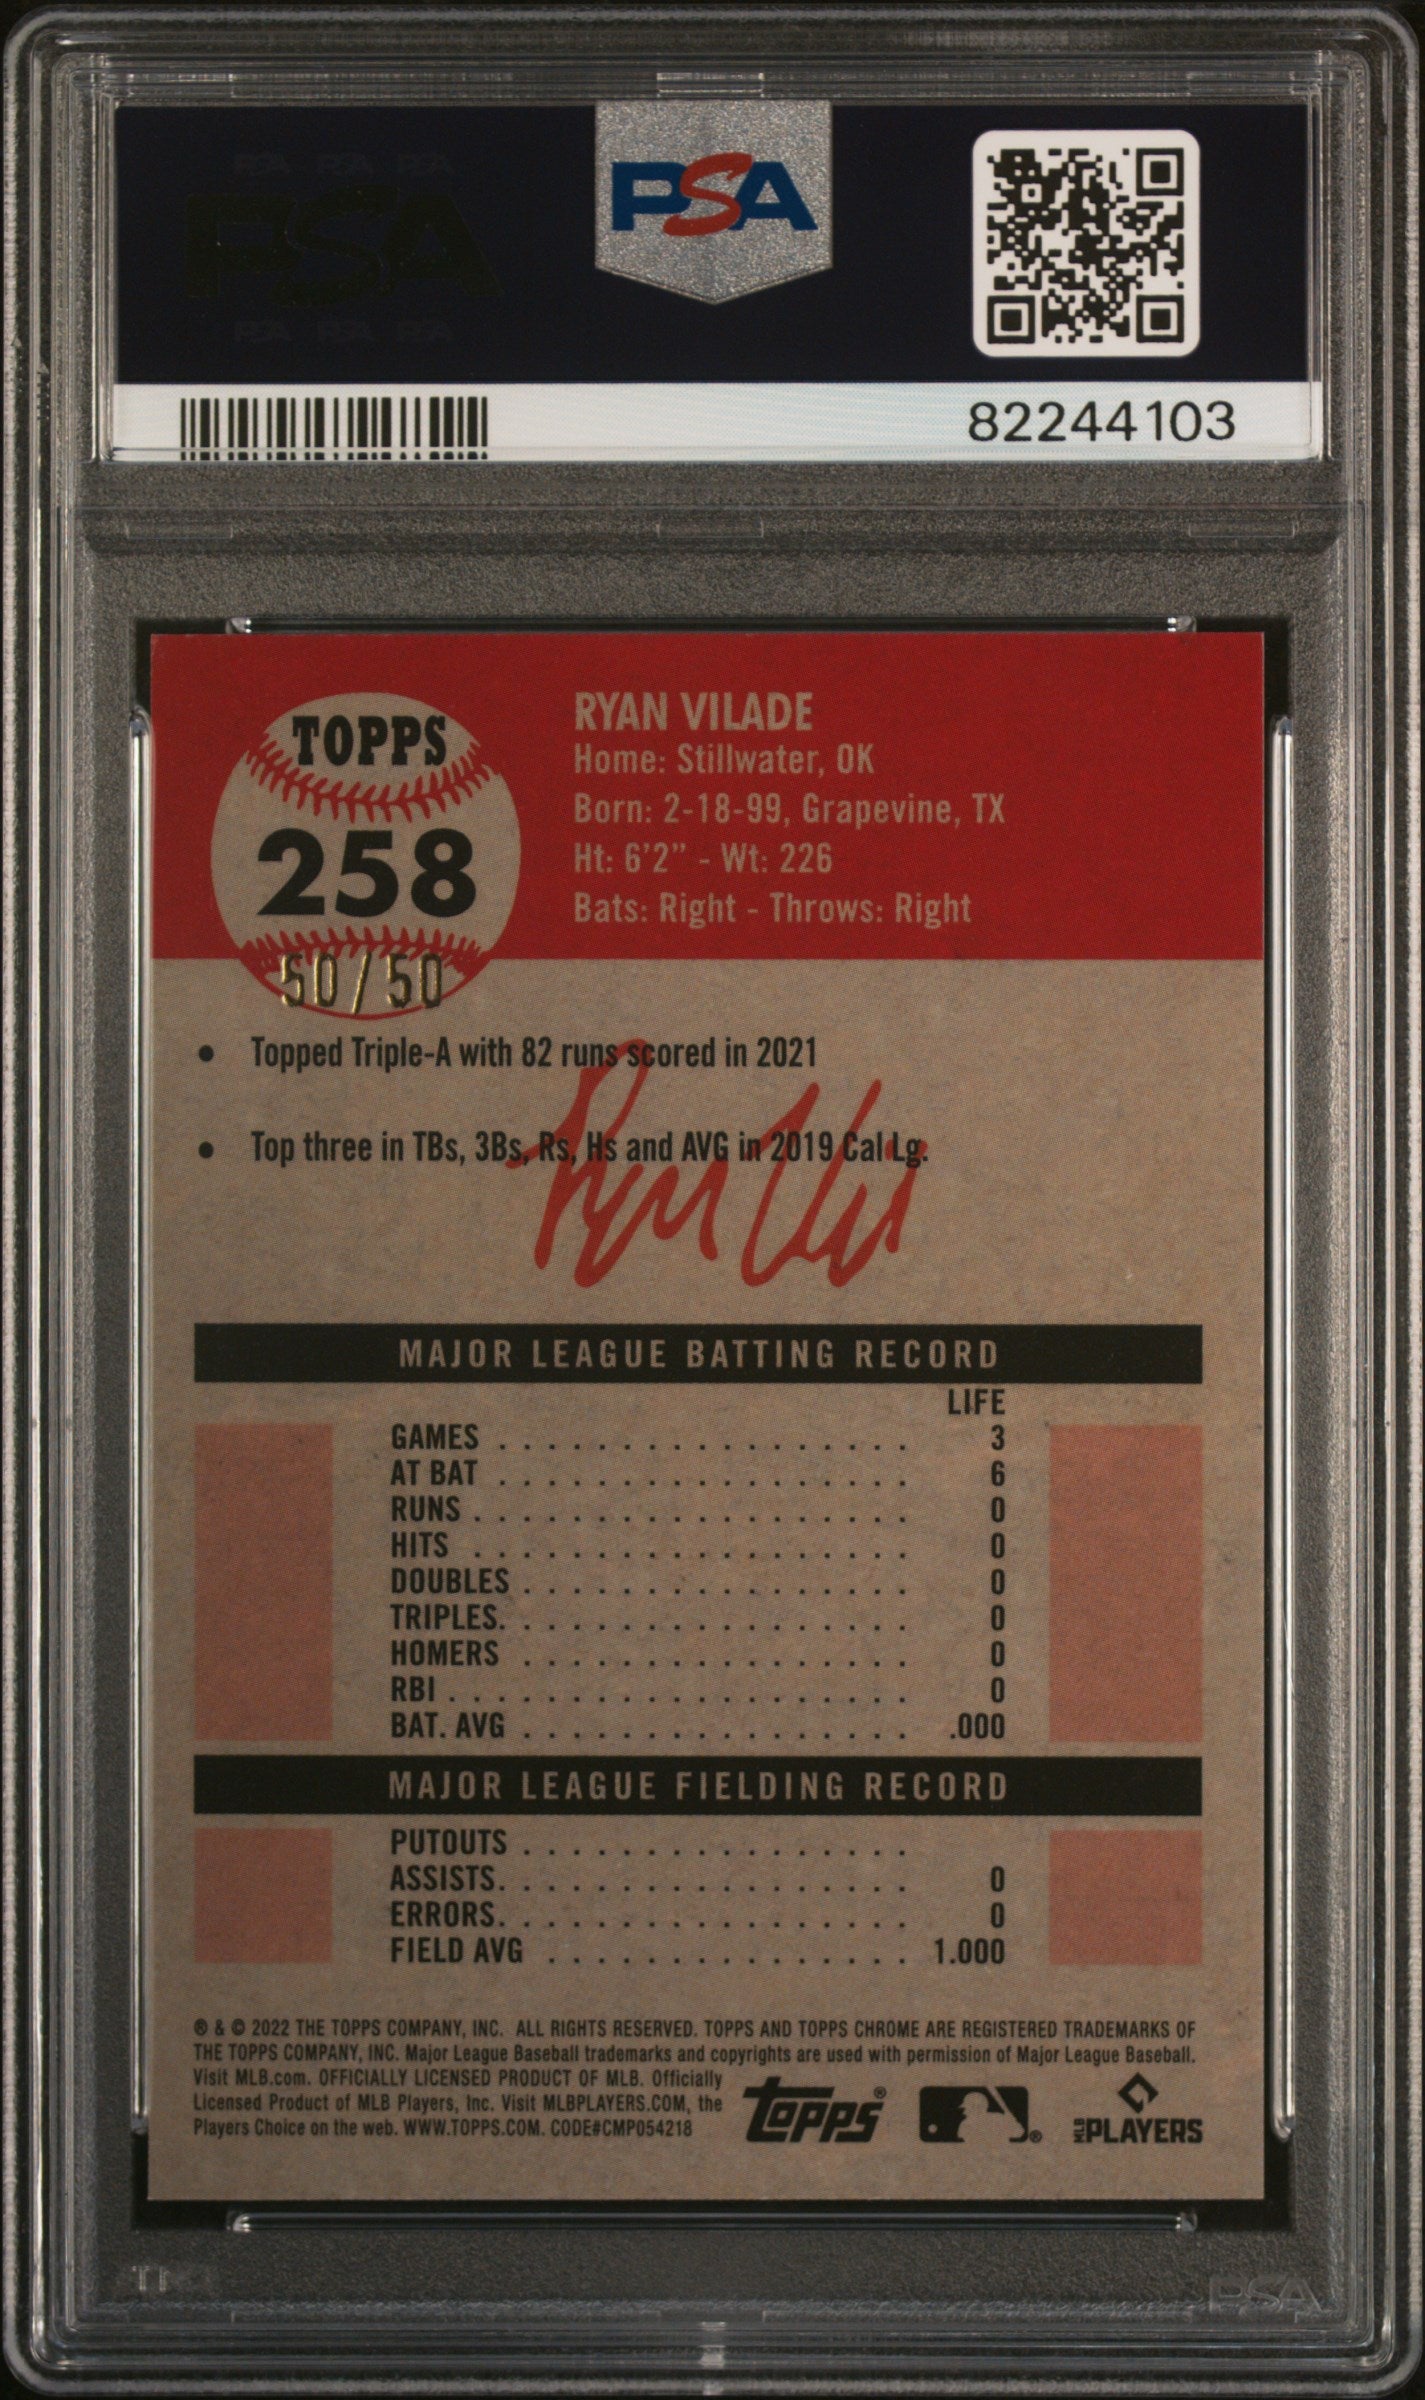 PSA PSA PSA
PSA
PSA PSA PSA
PSA
82244103
TOPPS
258
50/50
RYAN VILADE
Home: Stillwater, OK
Born: 2-18-99, Grapevine, TX
Ht: 6'2" - Wt: 226
Bats: Right - Throws: Right
• Topped Triple-A with 82 runs scored in 2021
• Top three in TBs, 3Bs, Rs, Hs and AVG in 2019 Cal Lg.
MAJOR LEAGUE BATTING RECORD
LIFE
GAMES . . . . . . . . . . . . . . . . . 3
AT BAT . . . . . . . . . . . . . . . . . 6
RUNS . . . . . . . . . . . . . . . . . . 0
HITS . . . . . . . . . . . . . . . . . . 0
DOUBLES . . . . . . . . . . . . . . . . 0
TRIPLES. . . . . . . . . . . . . . . . . 0
HOMERS . . . . . . . . . . . . . . . . 0
RBI . . . . . . . . . . . . . . . . . . . 0
BAT. AVG . . . . . . . . . . . . . . . . .000
MAJOR LEAGUE FIELDING RECORD
PUTOUTS . . . . . . . . . . . . . . . .
ASSISTS. . . . . . . . . . . . . . . . . 0
ERRORS. . . . . . . . . . . . . . . . . 0
FIELD AVG . . . . . . . . . . . . . . . 1.000
® & © 2022 THE TOPPS COMPANY, INC. ALL RIGHTS RESERVED. TOPPS AND TOPPS CHROME ARE REGISTERED TRADEMARKS OF
THE TOPPS COMPANY, INC. Major League Baseball trademarks and copyrights are used with permission of Major League Baseball.
Visit MLB.com. OFFICIALLY LICENSED PRODUCT OF MLB. Officially
Licensed Product of MLB Players, Inc. Visit MLBPLAYERS.COM, the
Players Choice on the web. WWW.TOPPS.COM. CODE#CMP054218
topps®
®
MLB PLAYERS
PSA